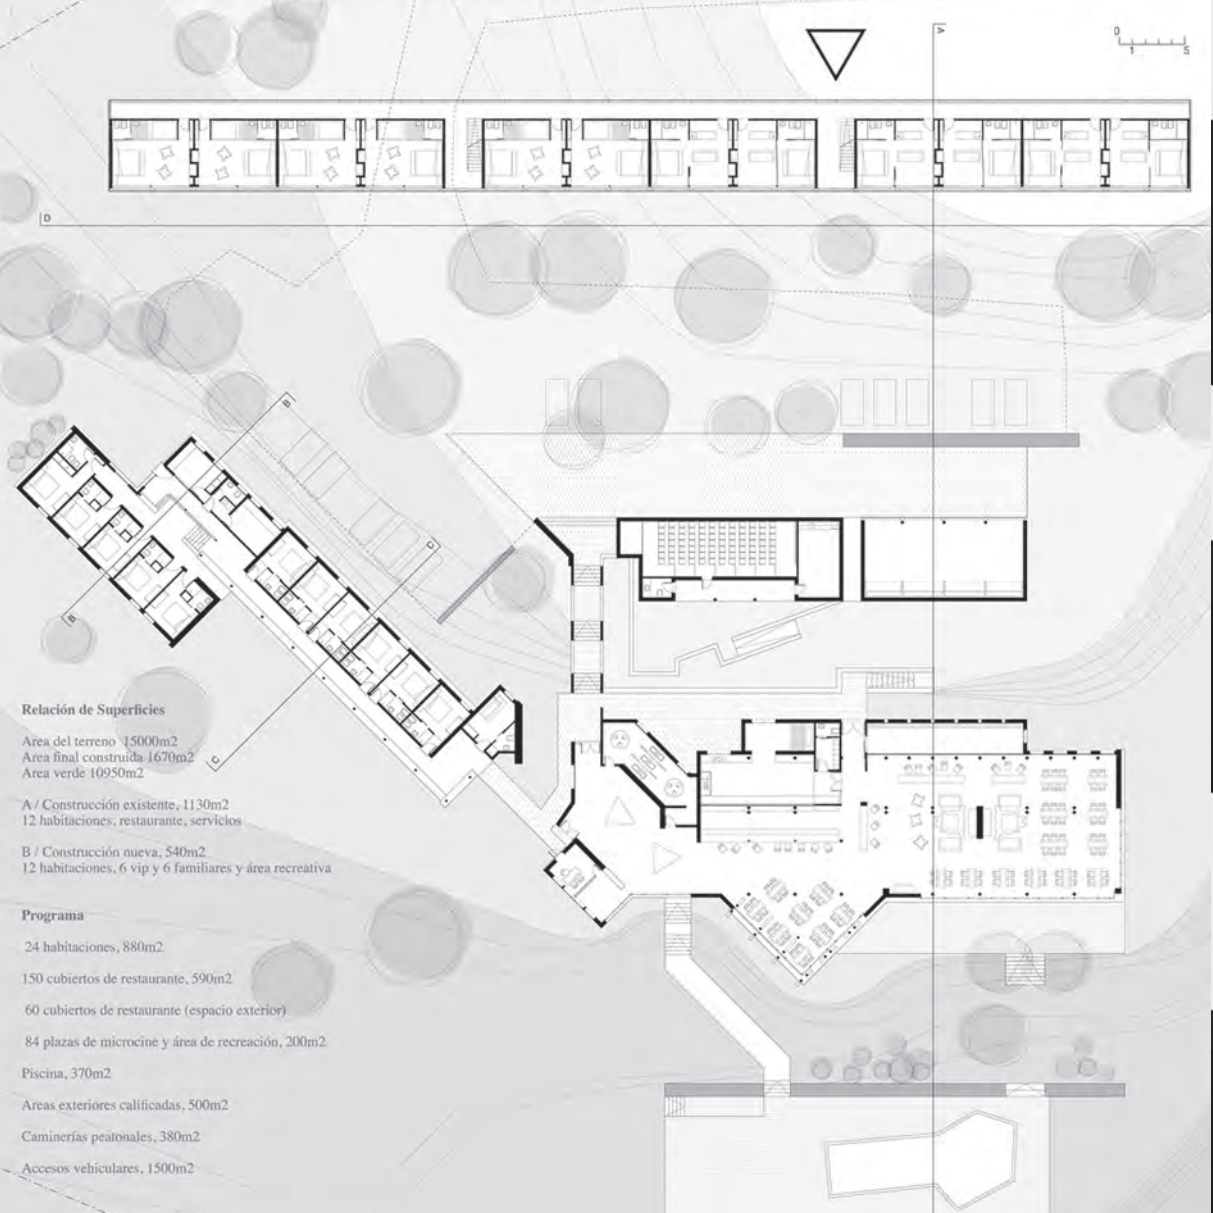 A
0
1
5
D
B
C
B
C
Relación de Superficies
Area del terreno 15000m2
Area final construida 1670m2
Area verde 10950m2
A / Construcción existente, 1130m2
12 habitaciones, restaurante, servicios
B / Construcción nueva, 540m2
12 habitaciones, 6 vip y 6 familiares y área recreativa
Programa
24 habitaciones, 880m2
150 cubiertos de restaurante, 590m2
60 cubiertos de restaurante (espacio exterior)
84 plazas de microcine y área de recreación, 200m2
Piscina, 370m2
Areas exteriores calificadas, 500m2
Caminerías peatonales, 380m2
Accesos vehiculares, 1500m2